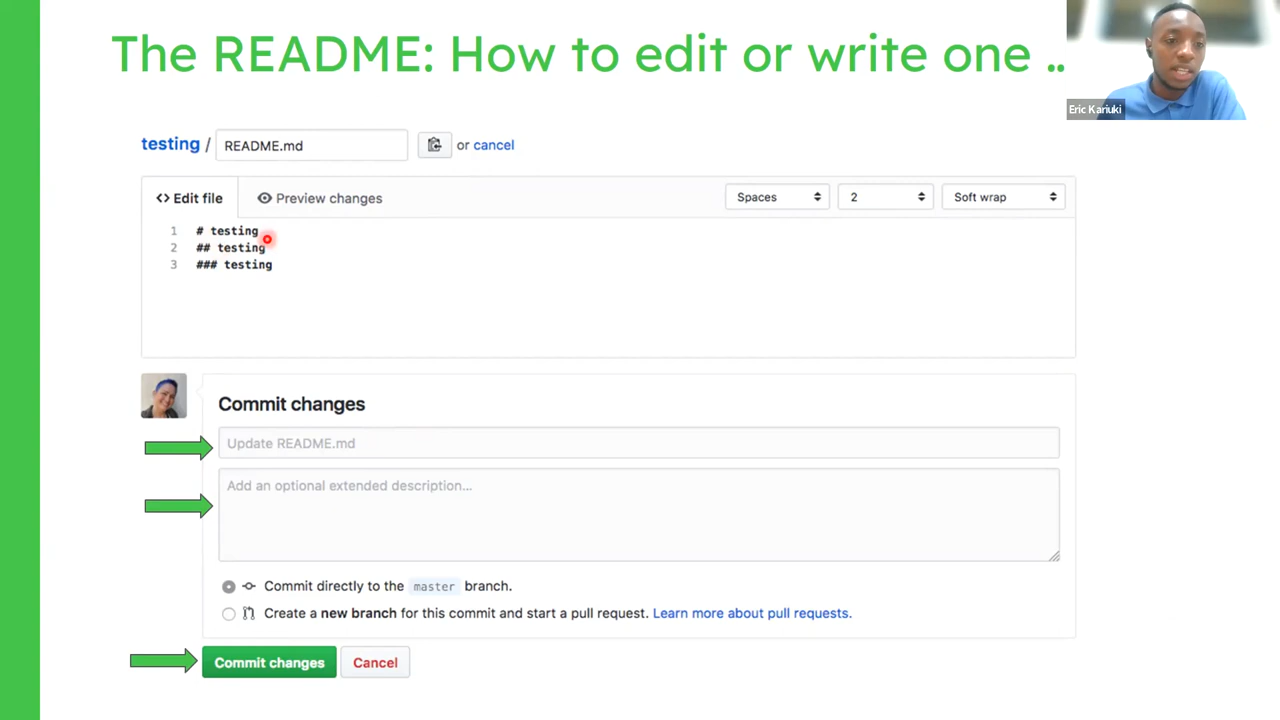 The README: How to edit or write one ..
Eric Kariuki
testing / README.md or cancel
<> Edit file Preview changes Spaces 2 Soft wrap
1 # testing
2 ## testing
3 ### testing
Commit changes
Update README.md
Add an optional extended description...
Commit directly to the master branch.
Create a new branch for this commit and start a pull request. Learn more about pull requests.
Commit changes Cancel